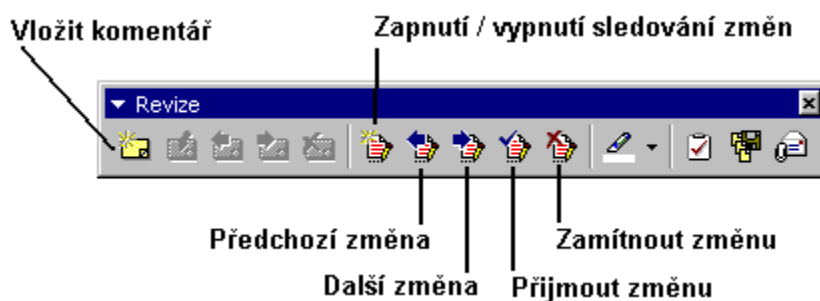 Vložit komentář
Zapnutí / vypnutí sledování změn
Revize
Předchozí změna
Zamítnout změnu
Další změna
Přijmout změnu